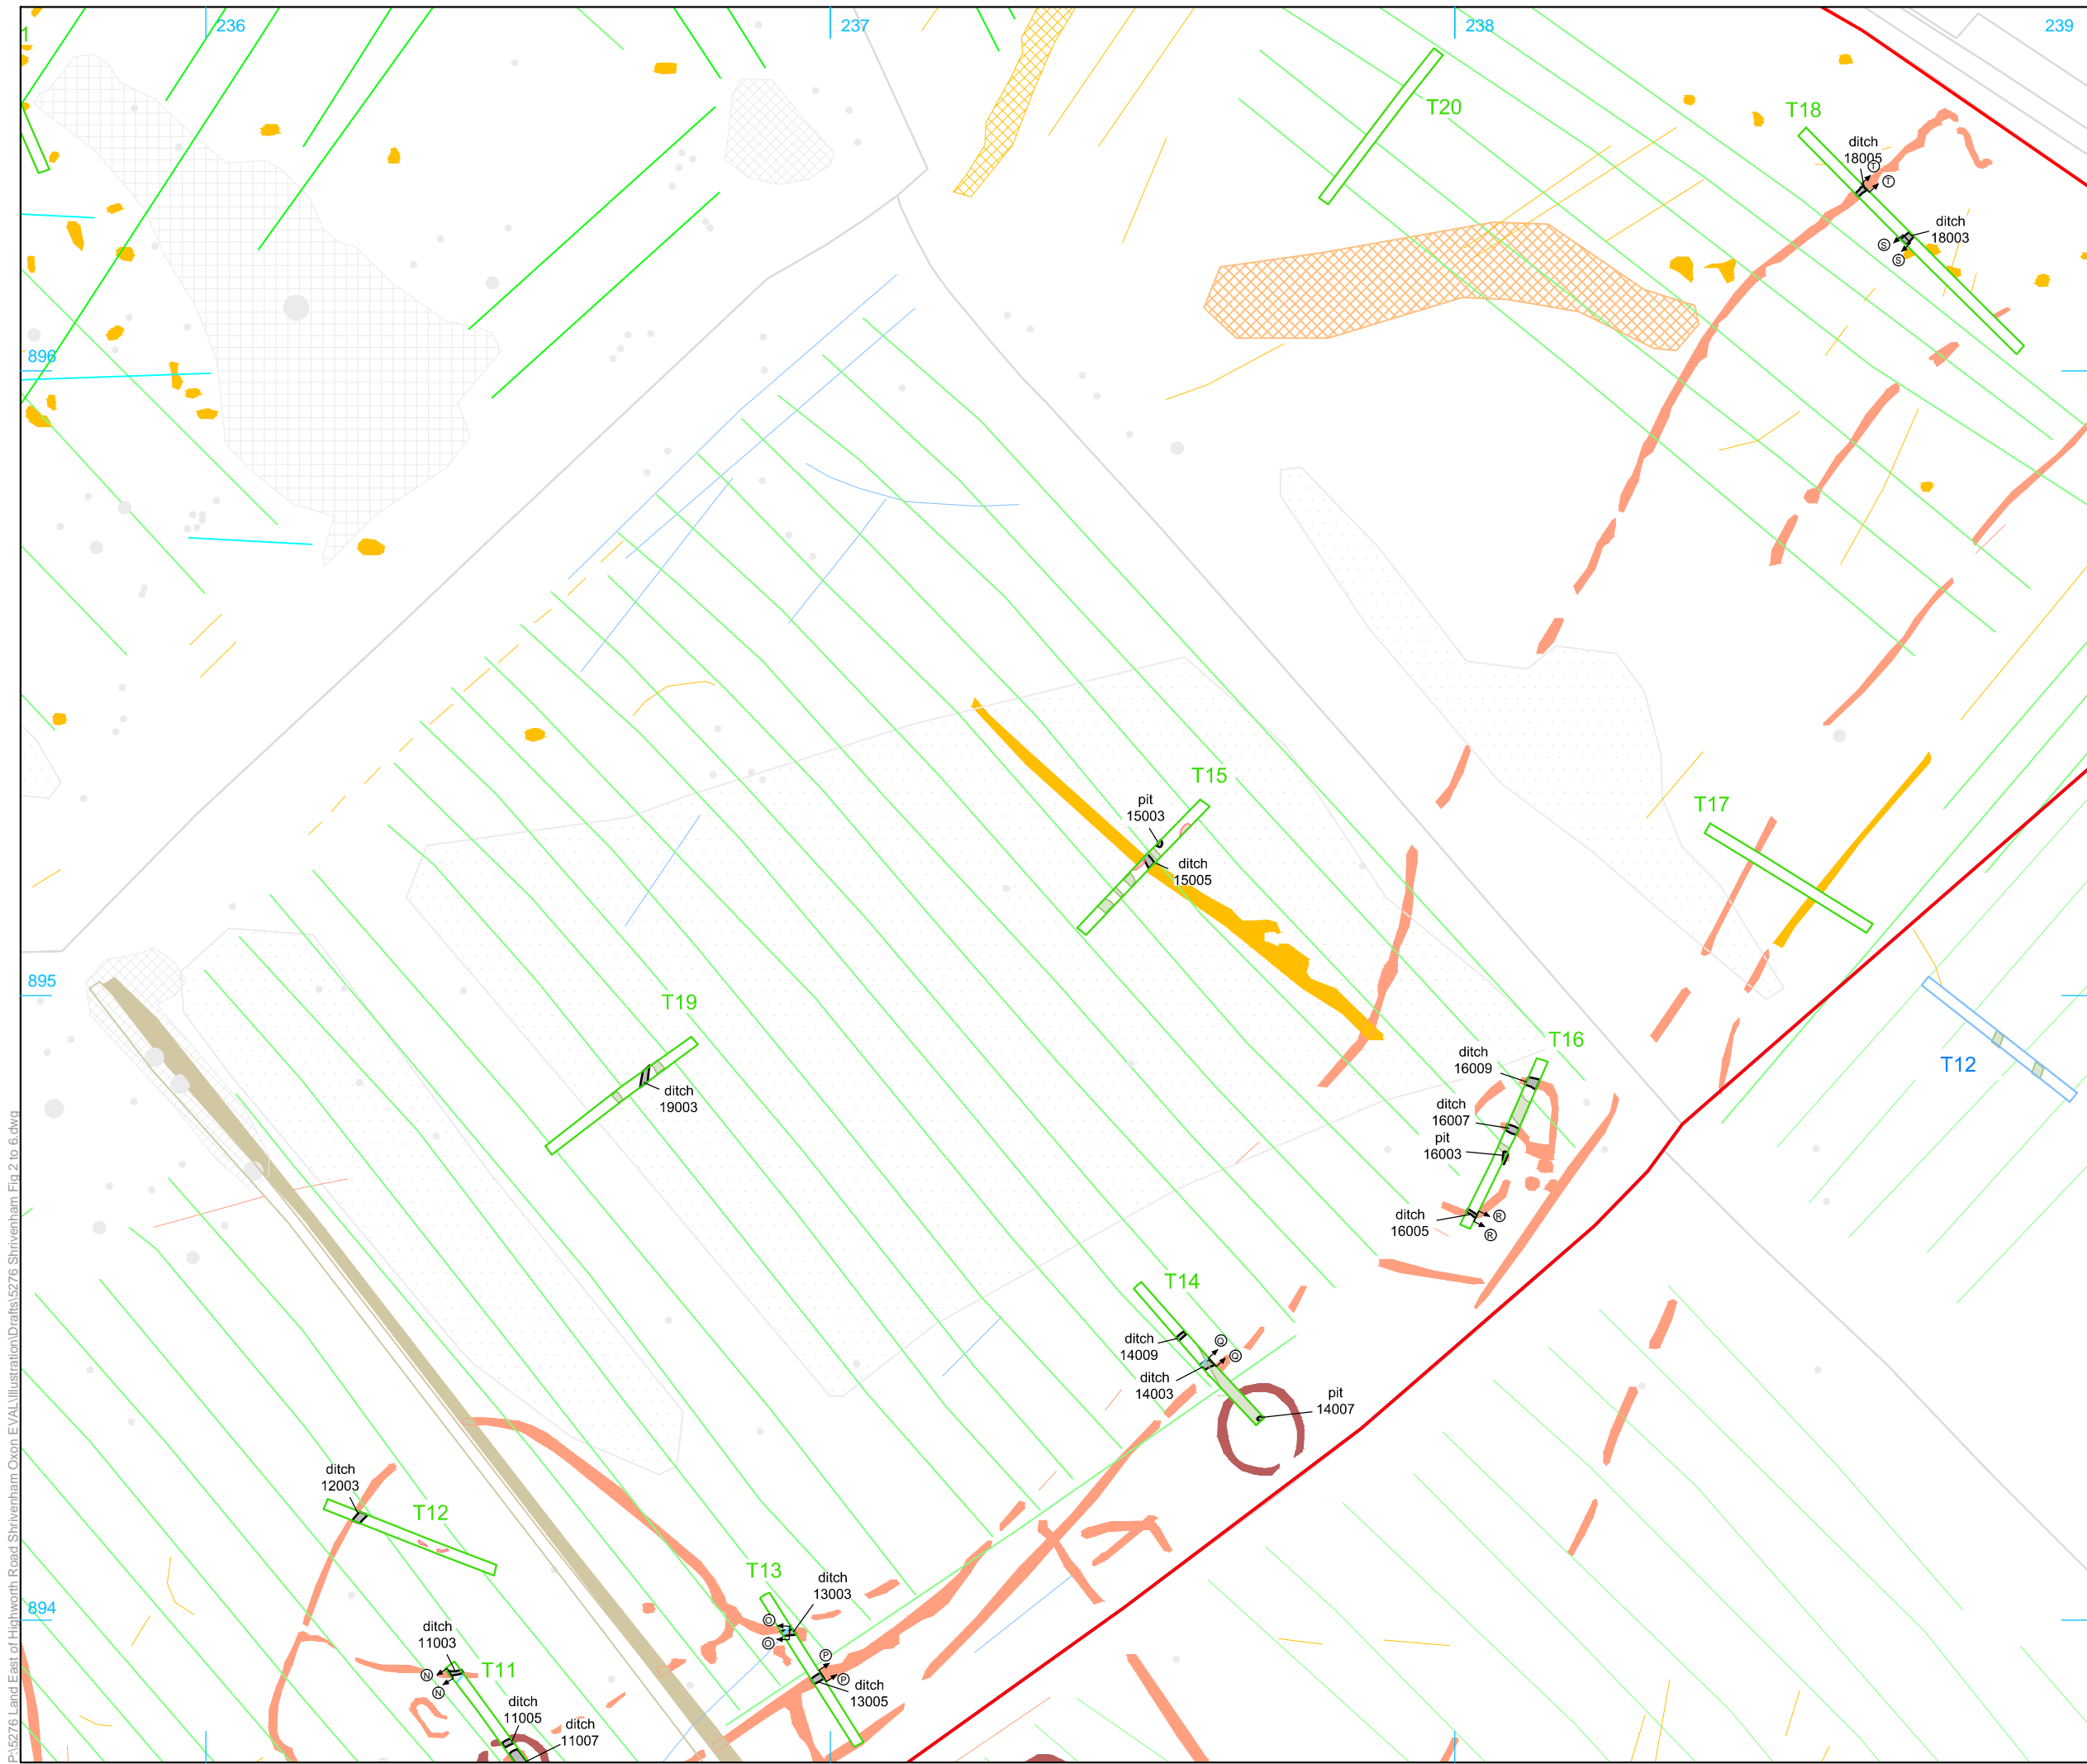 236
237
238
239
1
T20
T18
ditch
18005
T
T
ditch
18003
S
S
896
T15
pit
15003
ditch
15005
T17
895
T19
ditch
19003
T16
ditch
16009
ditch
16007
pit
16003
ditch
16005
R
R
T12
T14
ditch
14009
Q
Q
ditch
14003
pit
14007
ditch
12003
T12
T13
ditch
13003
O
O
894
ditch
11003
T11
N
N
P
P
ditch
13005
ditch
11005
ditch
11007
P:\5276 Land East of Highworth Road Shrivenham Oxon EVAL\Illustration\Drafts\5276 Shrivenham Fig 2 to 6.dwg